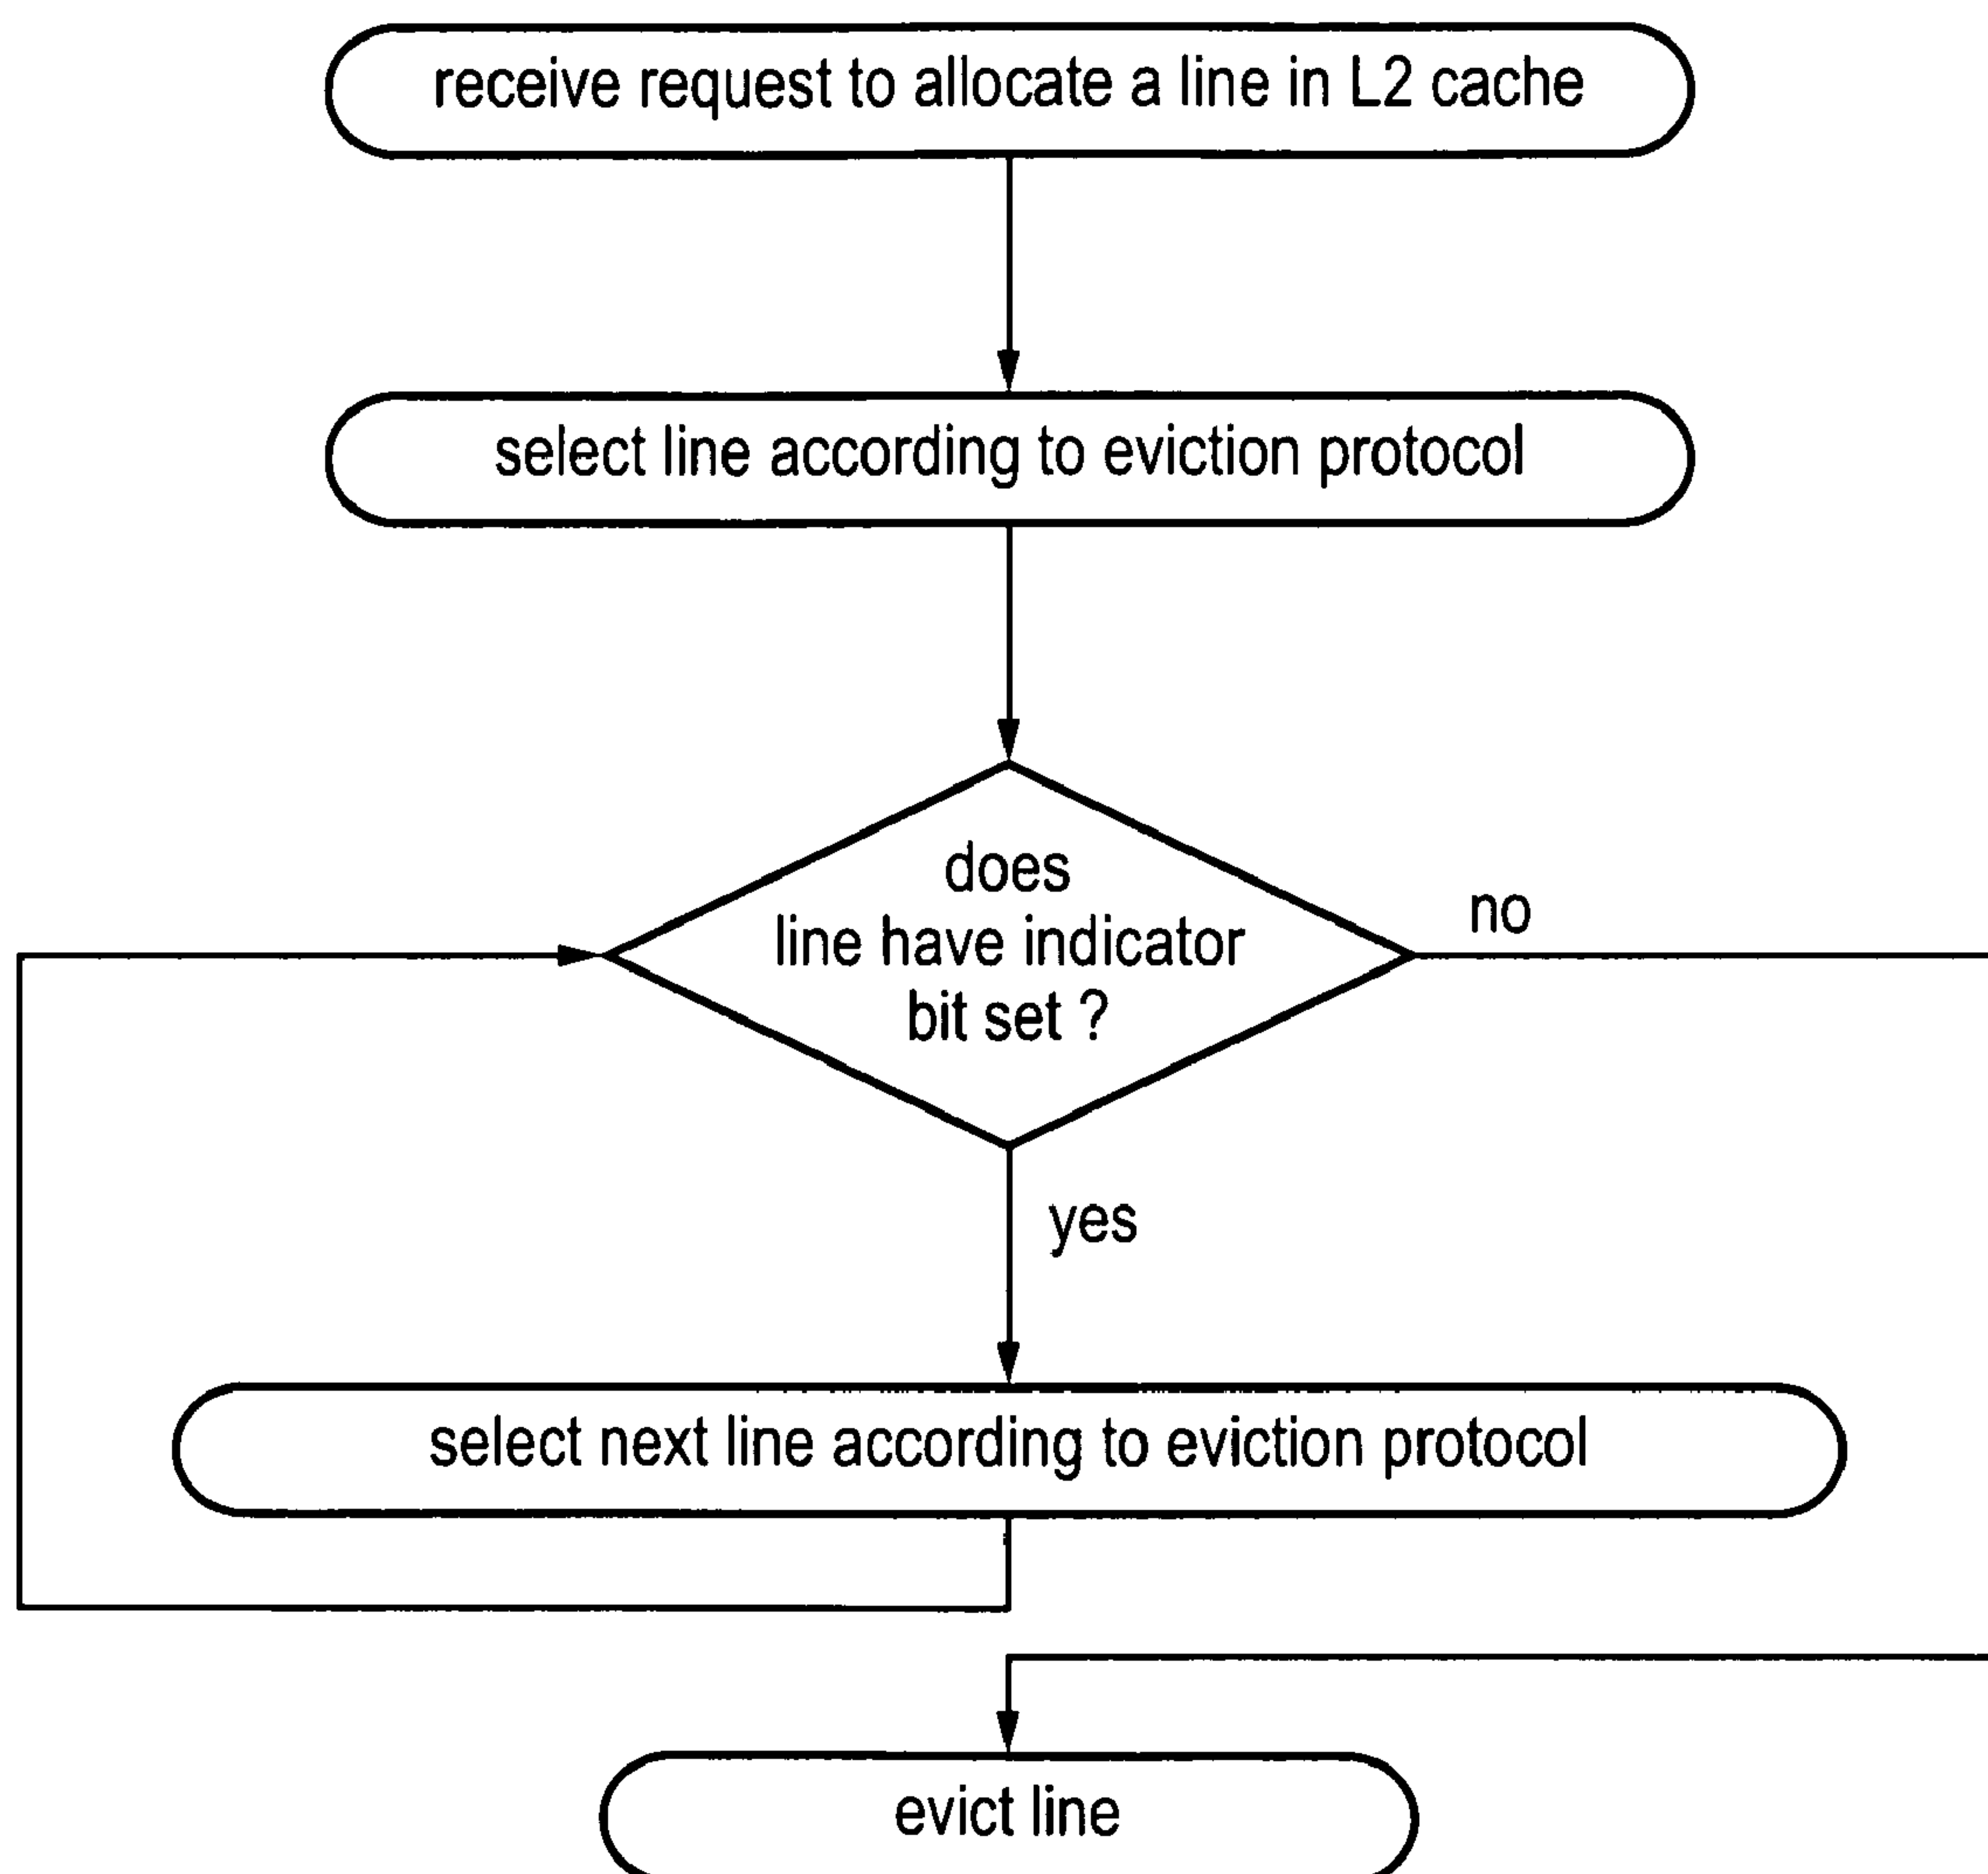 receive request to allocate a line in L2 cache
select line according to eviction protocol
does
line have indicator
bit set ?
no
yes
select next line according to eviction protocol
evict line